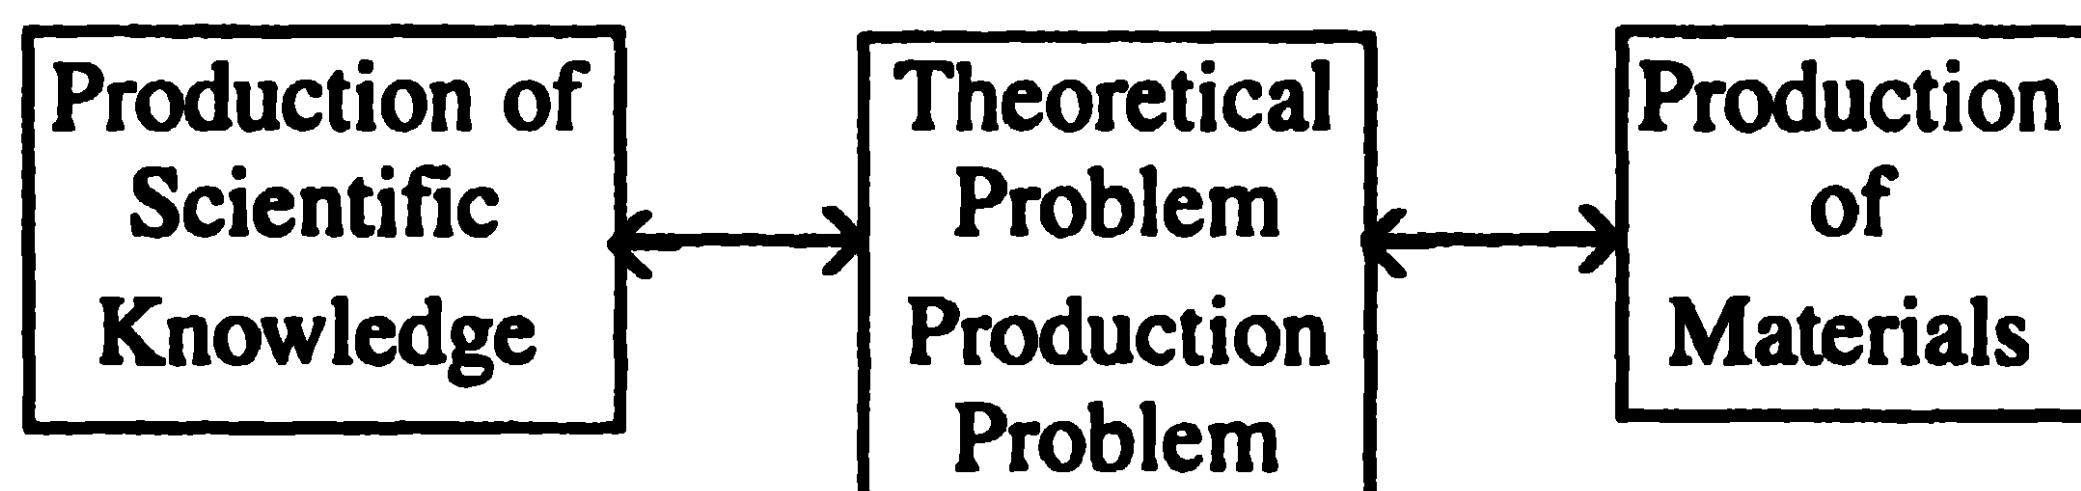 Production of
Scientific
Knowledge
Theoretical
Problem
Production
Problem
Production
of
Materials